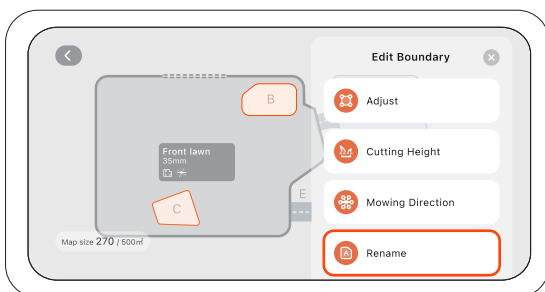 Edit Boundary
B
Adjust
Front lawn
35mm
Cutting Height
E
C
Mowing Direction
Map size 270 / 500㎡
A
Rename